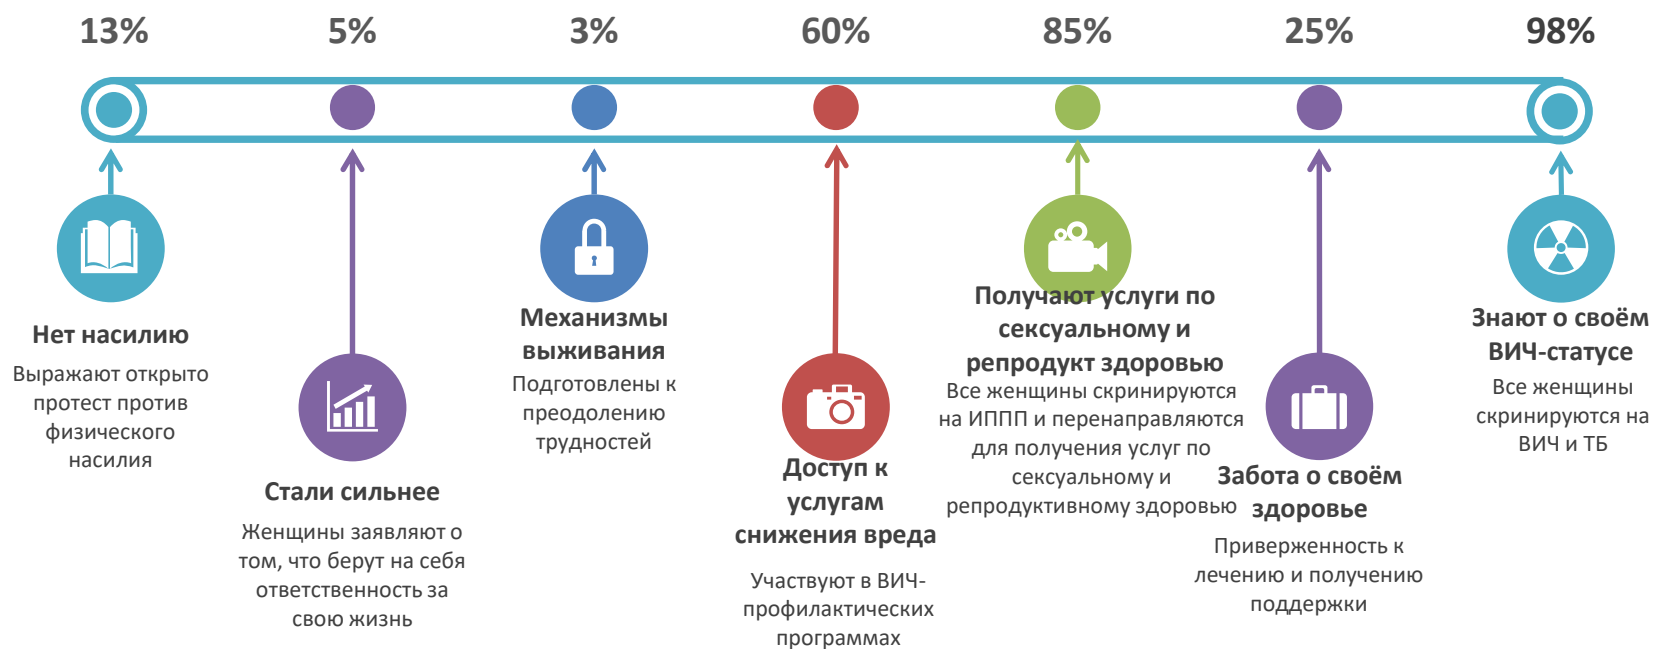 13%
5%
3%
60%
85%
25%
98%
Нет насилию
Выражают открыто
протест против
физического
насилия
Стали сильнее
Женщины заявляют о
том, что берут на себя
ответственность за
свою жизнь
Механизмы
выживания
Подготовлены к
преодолению
трудностей
Доступ к
услугам
снижения вреда
Участвуют в ВИЧ-
профилактических
программах
Получают услуги по
сексуальному и
репродукт здоровью
Все женщины скринируются
на ИППП и перенаправляются
для получения услуг по
сексуальному и
репродуктивному здоровью
Забота о своём
здоровье
Приверженность к
лечению и получению
поддержки
Знают о своём
ВИЧ-статусе
Все женщины
скринируются на
ВИЧ и ТБ